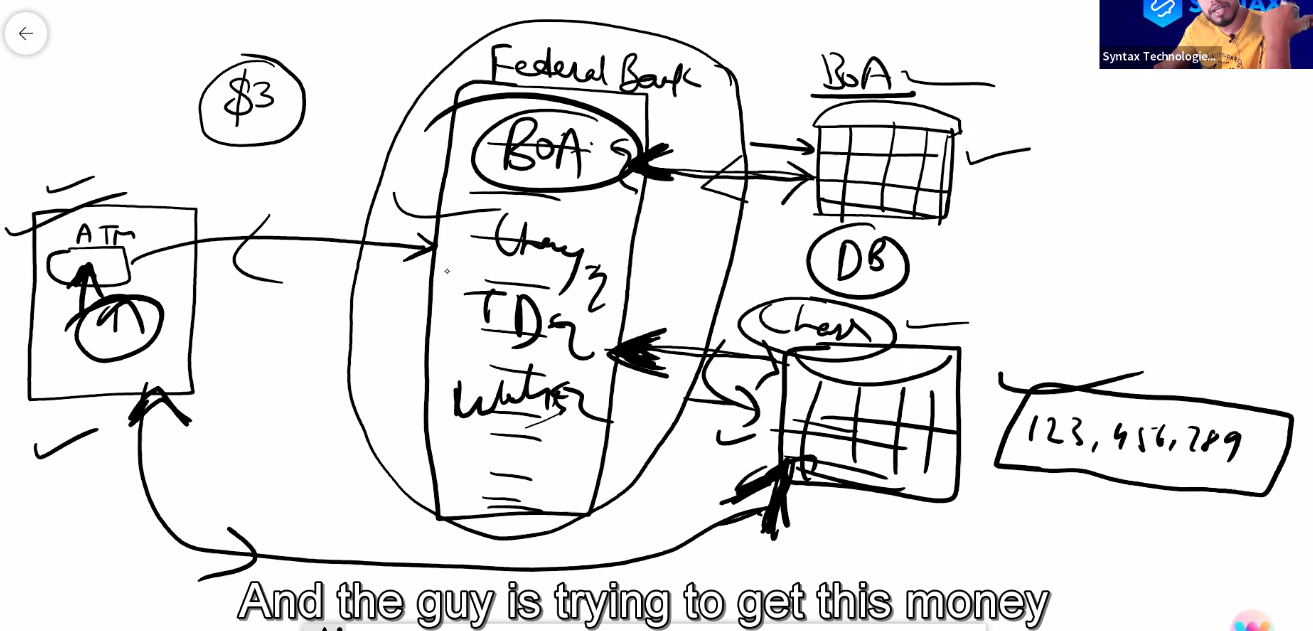 Federal Bank
BOA
$3
BOA
ATM
DB
TD
Chase
123,456,789
Syntax Technologie...
And the guy is trying to get this money